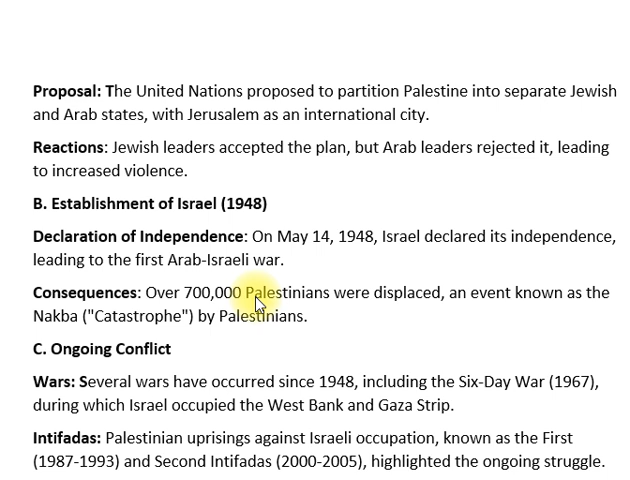 Proposal: The United Nations proposed to partition Palestine into separate Jewish
and Arab states, with Jerusalem as an international city.
Reactions: Jewish leaders accepted the plan, but Arab leaders rejected it, leading
to increased violence.
B. Establishment of Israel (1948)
Declaration of Independence: On May 14, 1948, Israel declared its independence,
leading to the first Arab-Israeli war.
Consequences: Over 700,000 Palestinians were displaced, an event known as the
Nakba ("Catastrophe") by Palestinians.
C. Ongoing Conflict
Wars: Several wars have occurred since 1948, including the Six-Day War (1967),
during which Israel occupied the West Bank and Gaza Strip.
Intifadas: Palestinian uprisings against Israeli occupation, known as the First
(1987-1993) and Second Intifadas (2000-2005), highlighted the ongoing struggle.